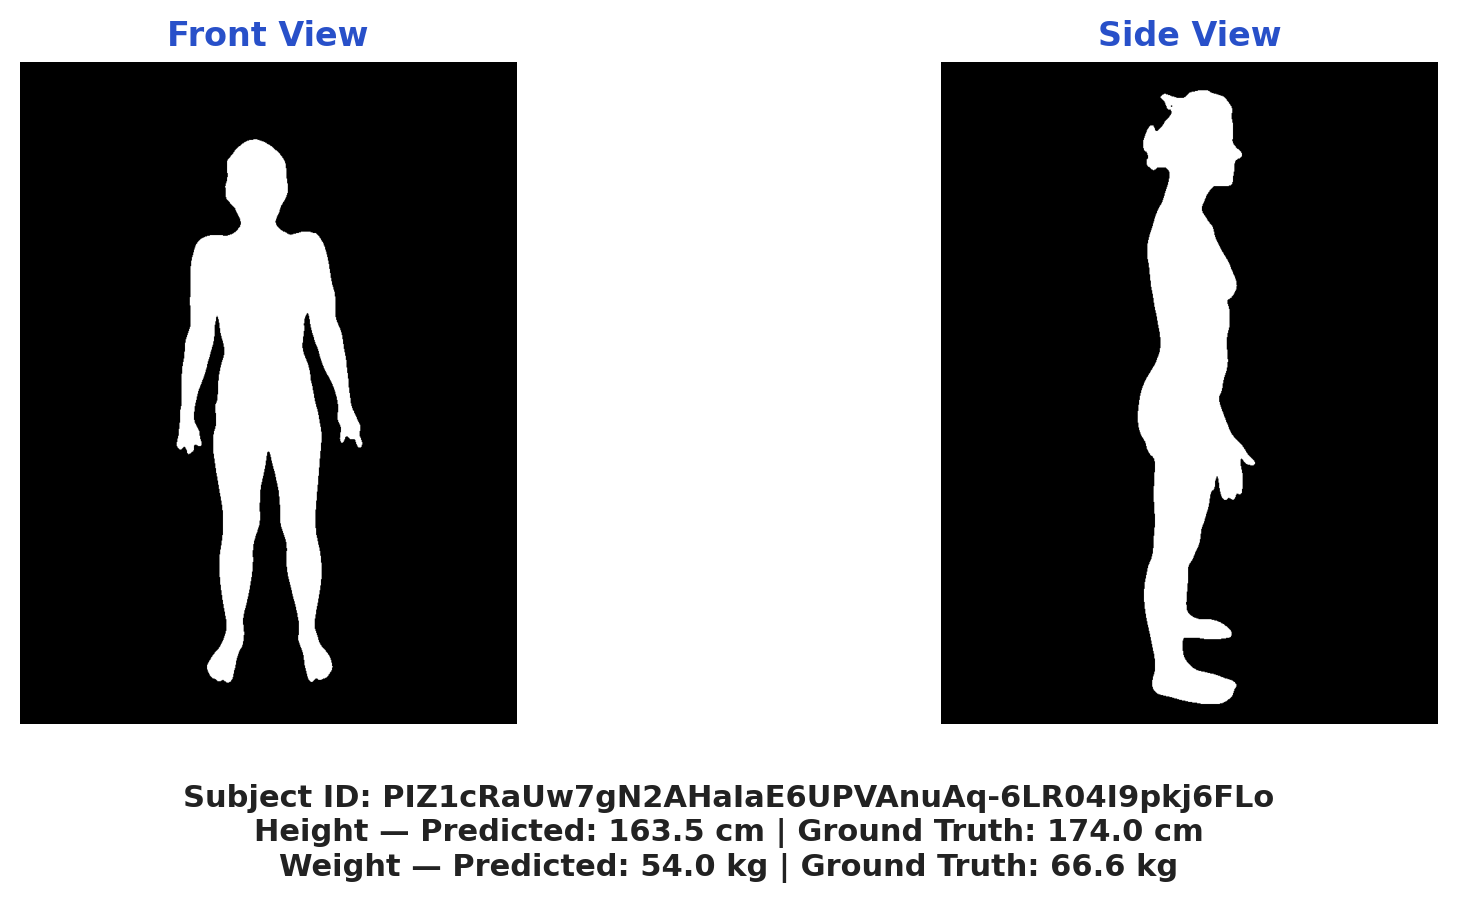 Front View
Side View
Subject ID: PIZ1cRaUw7gN2AHaIaE6UPVAnuAq-6LR04I9pkj6FLo
Height — Predicted: 163.5 cm | Ground Truth: 174.0 cm
Weight — Predicted: 54.0 kg | Ground Truth: 66.6 kg